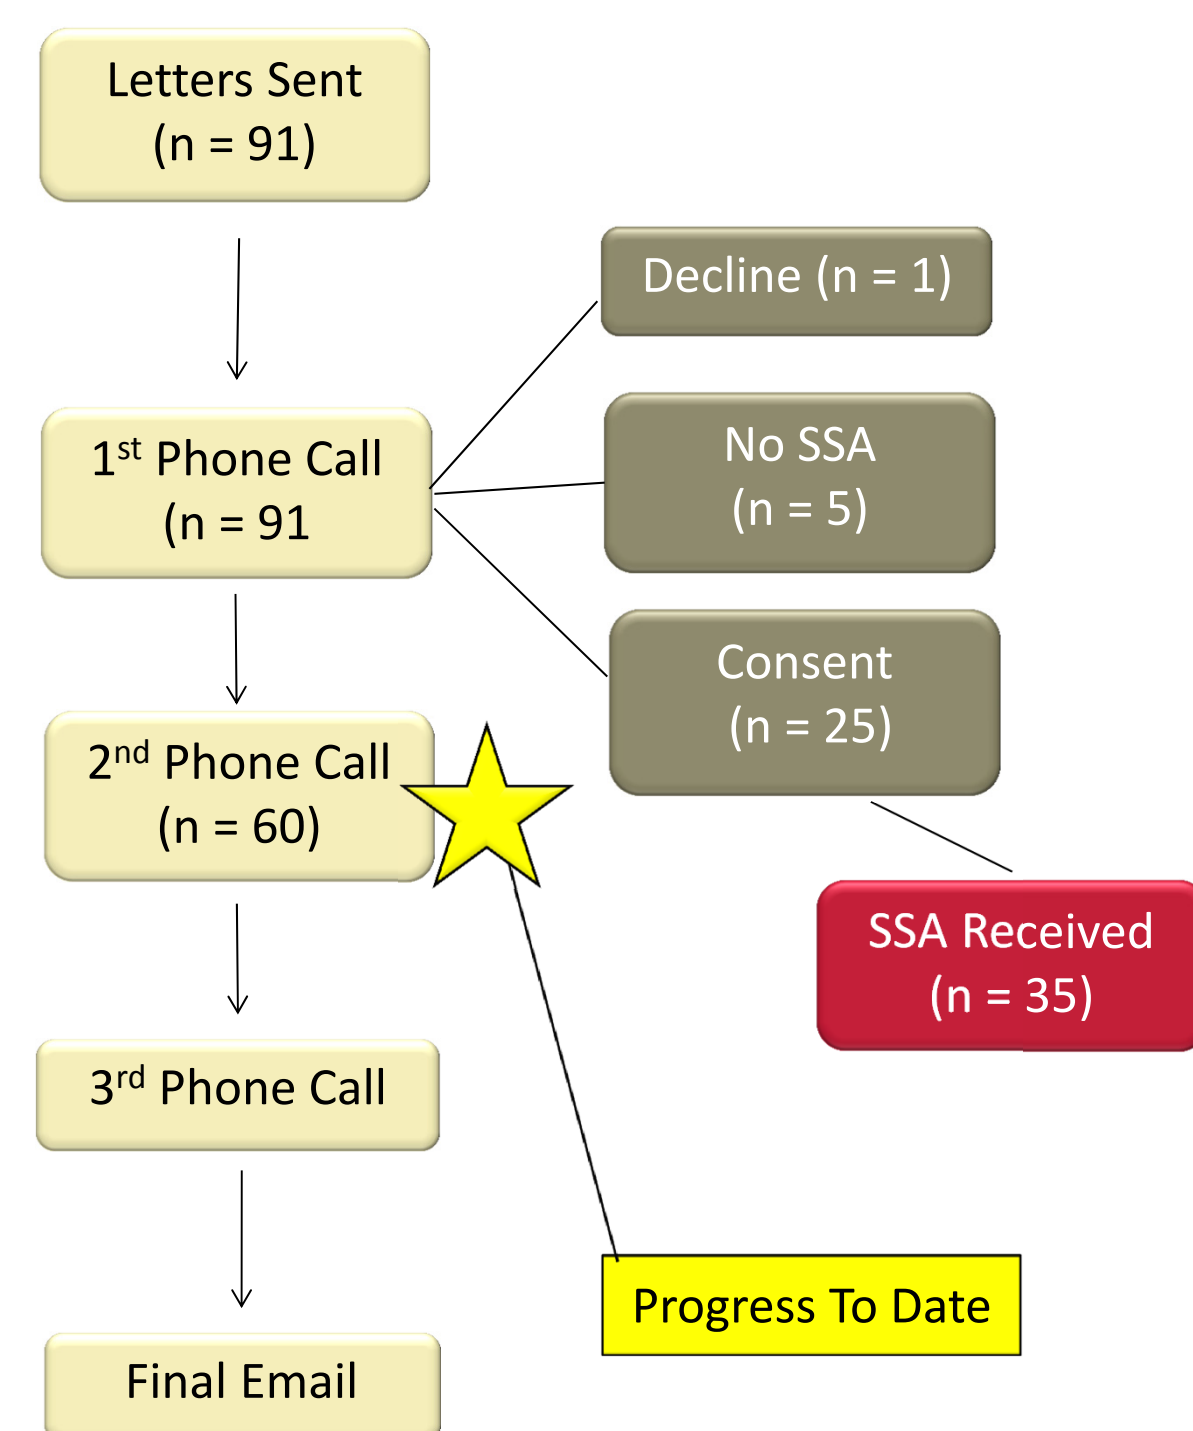 Letters Sent
(n = 91)
Decline (n = 1)
1st Phone Call
(n = 91
No SSA
(n = 5)
Consent
(n = 25)
2nd Phone Call
(n = 60)
SSA Received
(n = 35)
3rd Phone Call
Progress To Date
Final Email